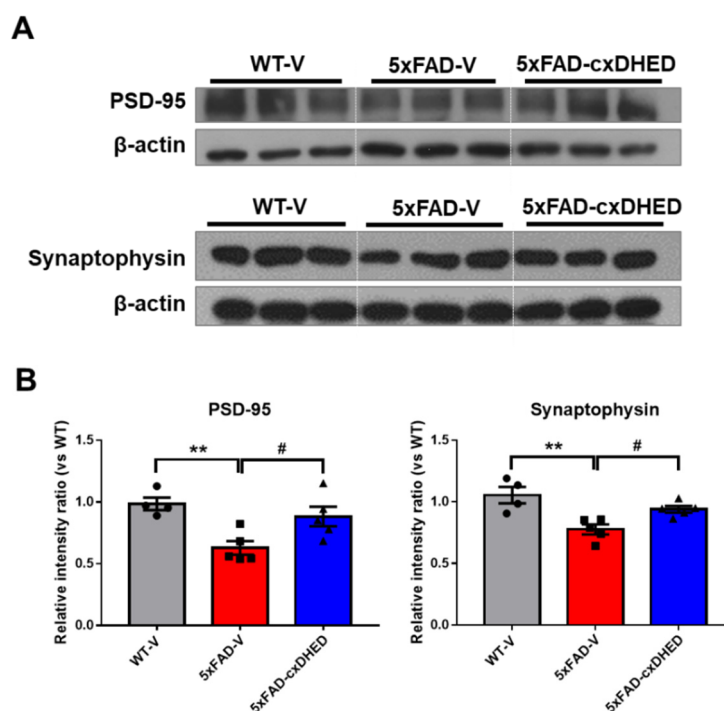 A
WT-V 5xFAD-V 5xFAD-cxDHED
PSD-95
β-actin
WT-V 5xFAD-V 5xFAD-cxDHED
Synaptophysin
β-actin
B
PSD-95
Relative intensity ratio (vs WT)
1.5
1.0
0.5
0.0
** #
WT-V 5xFAD-V 5xFAD-cxDHED
Synaptophysin
Relative intensity ratio (vs WT)
1.5
1.0
0.5
0.0
** #
WT-V 5xFAD-V 5xFAD-cxDHED